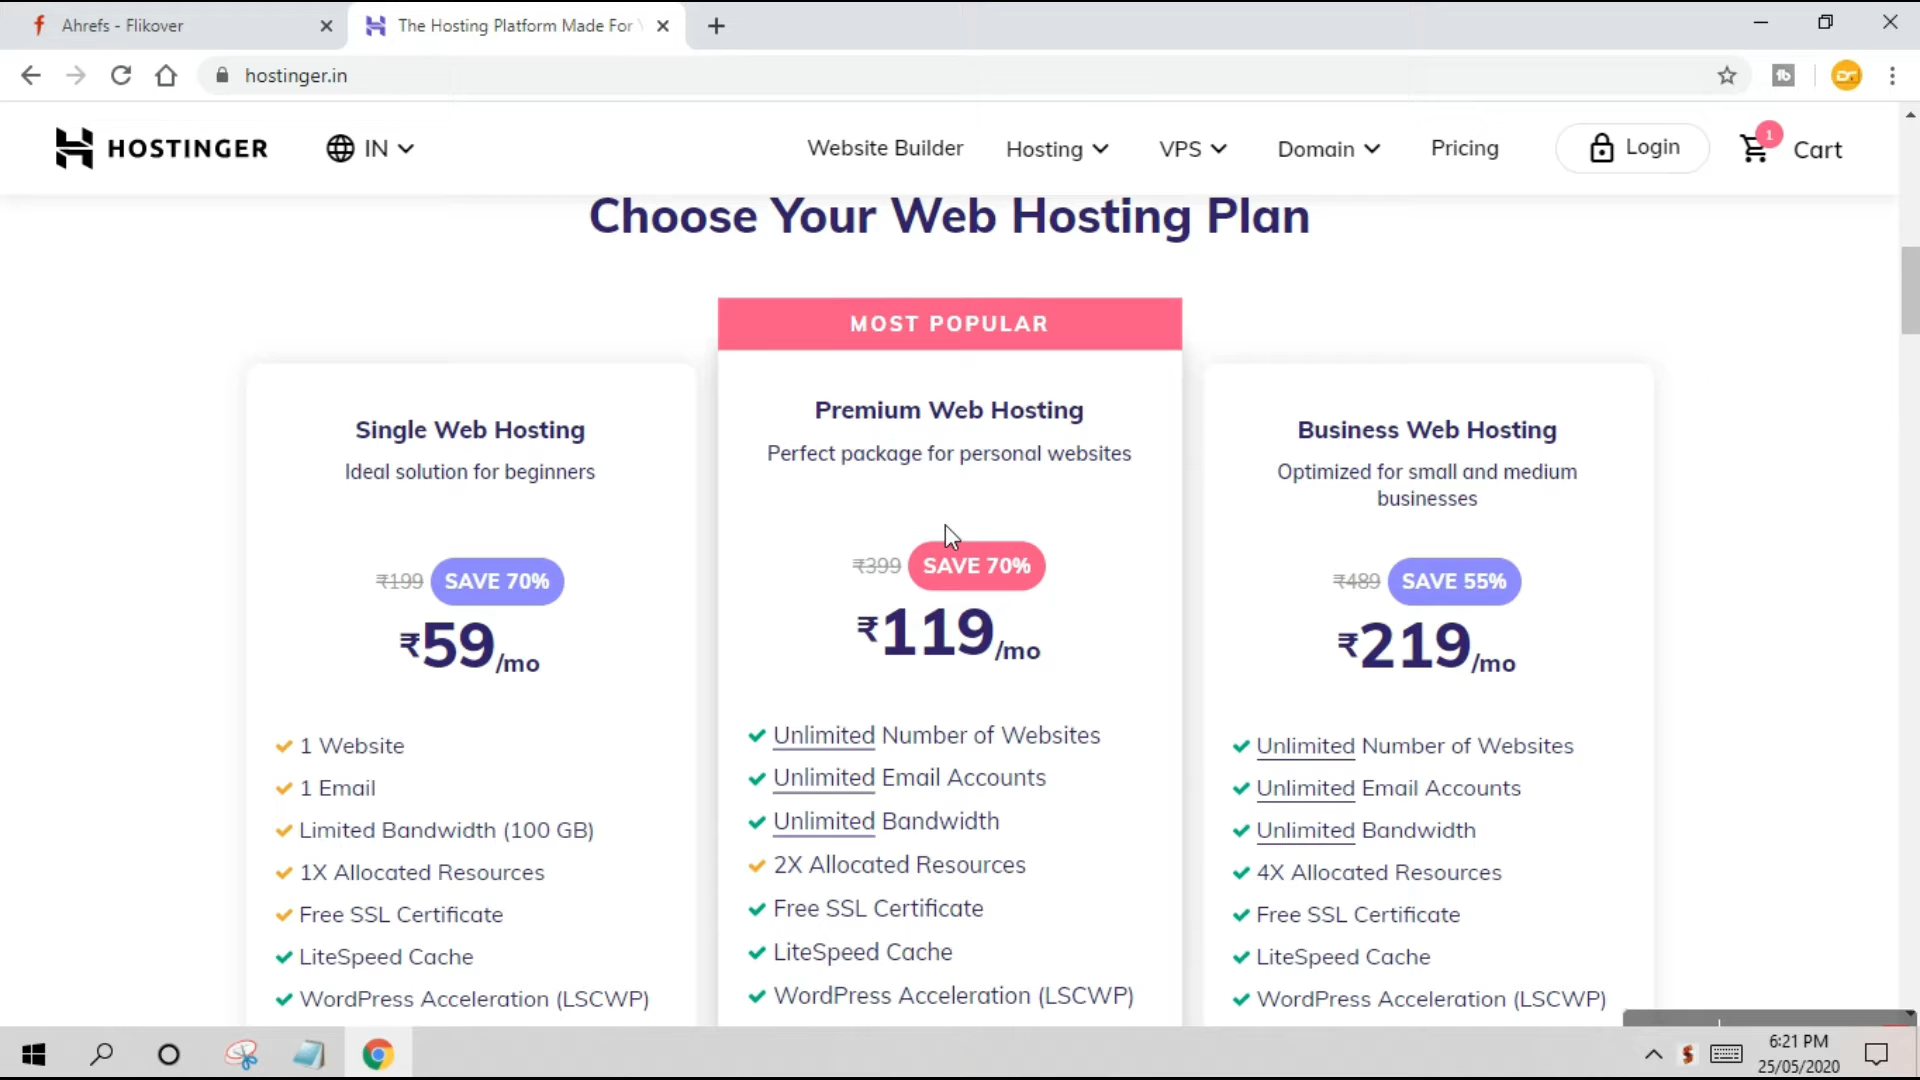 Ahrefs - Flikover
The Hosting Platform Made For
hostinger.in
HOSTINGER
IN
Website Builder
Hosting
VPS
Domain
Pricing
Login
1
Cart
Choose Your Web Hosting Plan
MOST POPULAR
Single Web Hosting
Ideal solution for beginners
₹199 SAVE 70%
₹59/mo
1 Website
1 Email
Limited Bandwidth (100 GB)
1X Allocated Resources
Free SSL Certificate
LiteSpeed Cache
WordPress Acceleration (LSCWP)
Premium Web Hosting
Perfect package for personal websites
₹399 SAVE 70%
₹119/mo
Unlimited Number of Websites
Unlimited Email Accounts
Unlimited Bandwidth
2X Allocated Resources
Free SSL Certificate
LiteSpeed Cache
WordPress Acceleration (LSCWP)
Business Web Hosting
Optimized for small and medium
businesses
₹489 SAVE 55%
₹219/mo
Unlimited Number of Websites
Unlimited Email Accounts
Unlimited Bandwidth
4X Allocated Resources
Free SSL Certificate
LiteSpeed Cache
WordPress Acceleration (LSCWP)
6:21 PM
25/05/2020